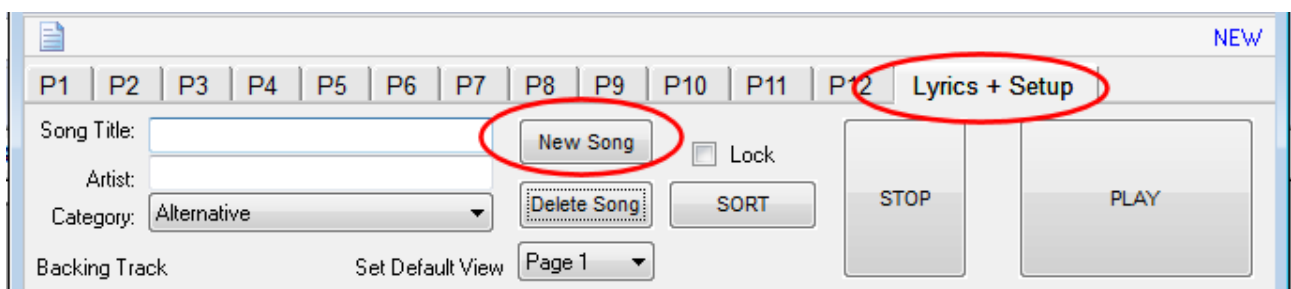 NEW
P1 P2 P3 P4 P5 P6 P7 P8 P9 P10 P11 P12 Lyrics + Setup
Song Title: New Song
Lock
Artist:
STOP PLAY
Category: Alternative Delete Song SORT
Backing Track Set Default View Page 1